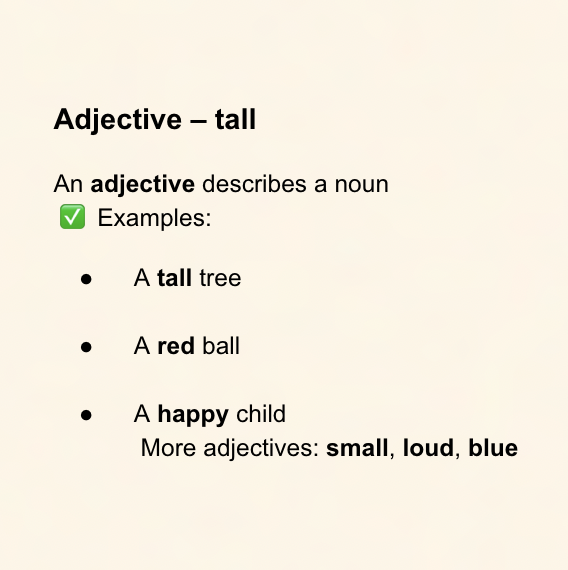 Adjective – tall
An adjective describes a noun
✅ Examples:
● A tall tree
● A red ball
● A happy child
More adjectives: small, loud, blue